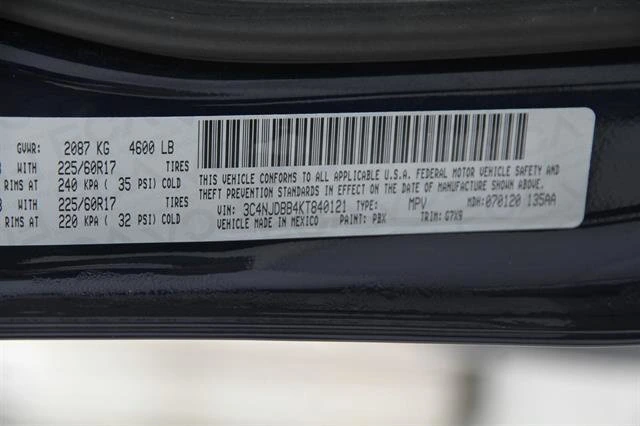 GVWR: 2087 KG 4600 LB
WITH 225/60R17 TIRES
RIMS AT 240 KPA ( 35 PSI) COLD
WITH 225/60R17 TIRES
RIMS AT 220 KPA ( 32 PSI) COLD
THIS VEHICLE CONFORMS TO ALL APPLICABLE U.S.A. FEDERAL MOTOR VEHICLE SAFETY AND
THEFT PREVENTION STANDARDS IN EFFECT ON THE DATE OF MANUFACTURE SHOWN ABOVE.
VIN: 3C4NJDBB4KT840121 TYPE: MPV MDH: 070120 135AA
VEHICLE MADE IN MEXICO PAINT: PBX TRIM: G7X9